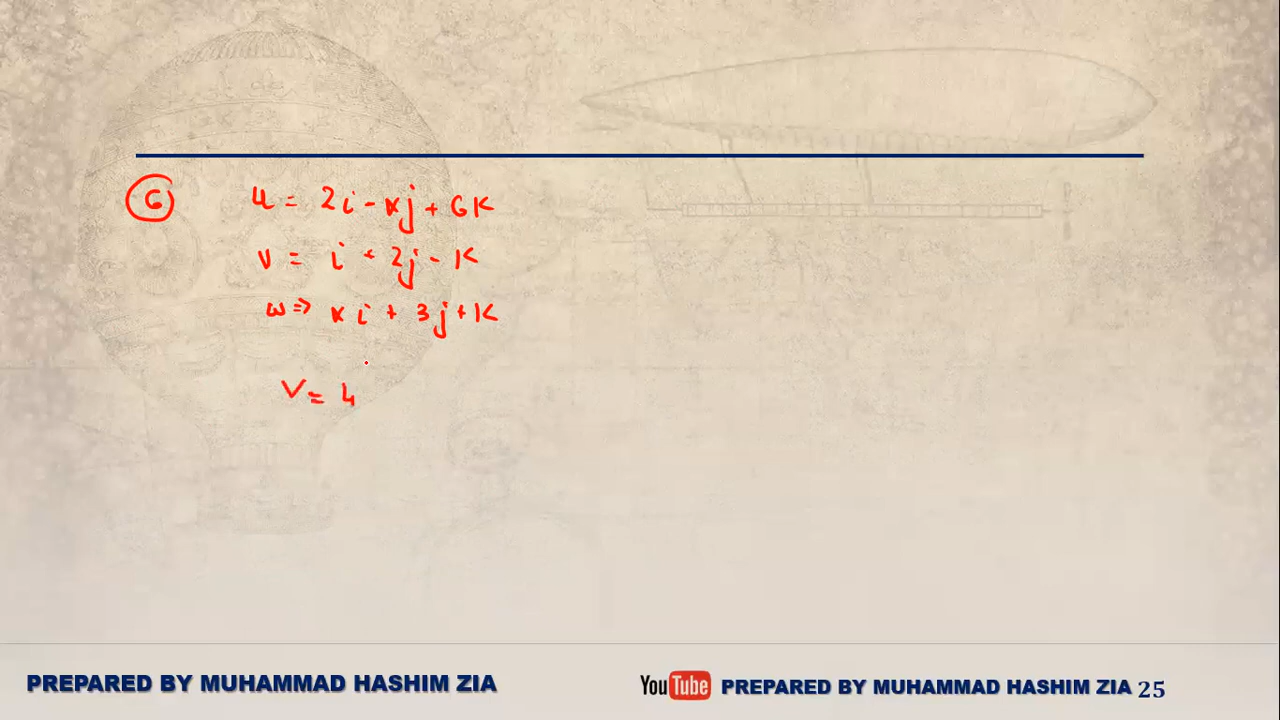 6
u = 2i - xj + 6k
v = i + 2j - k
w => xi + 3j + k
V = 4
PREPARED BY MUHAMMAD HASHIM ZIA
YouTube PREPARED BY MUHAMMAD HASHIM ZIA 25